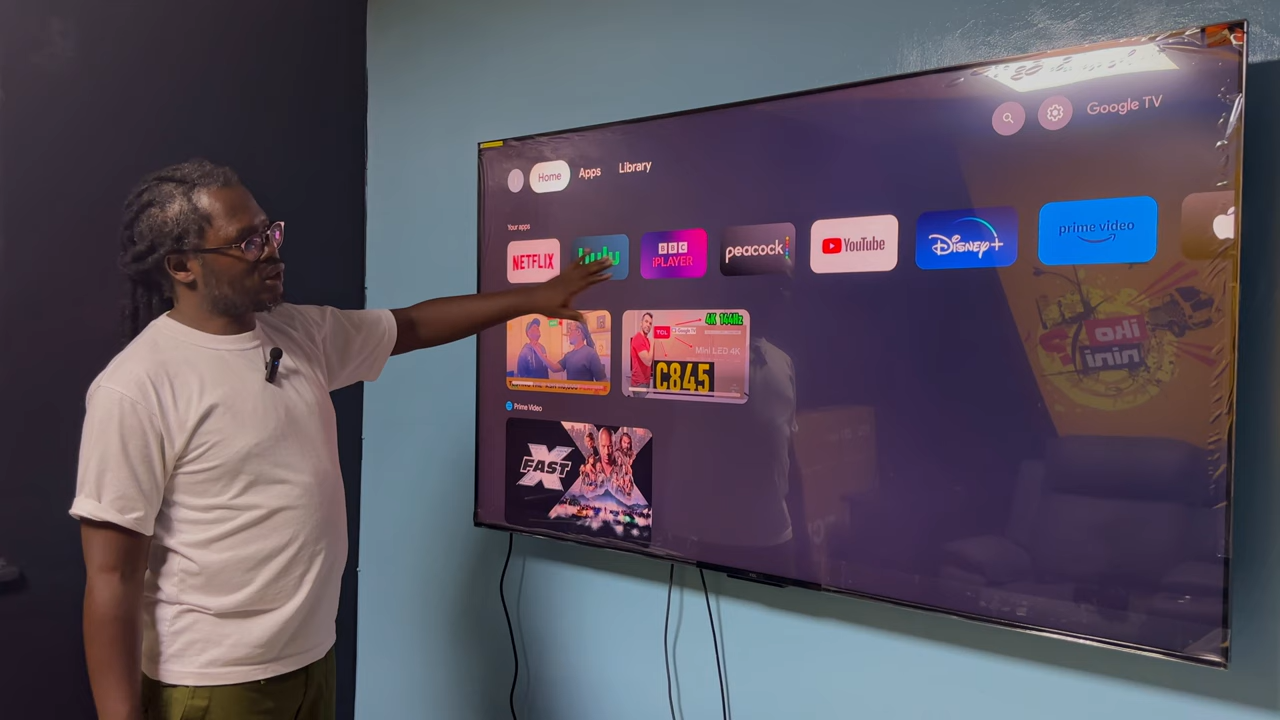 Google TV
Home
Apps
Library
Your apps
NETFLIX
hulu
BBC
iPLAYER
peacock
YouTube
Disney+
prime video
4K 144Hz
TCL
Mini LED 4K
C845
Prime Video
FAST X